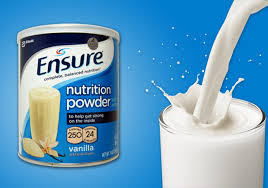 Ensure
complete, balanced nutrition
nutrition
powder
to help get strong
on the inside
250 24
vanilla